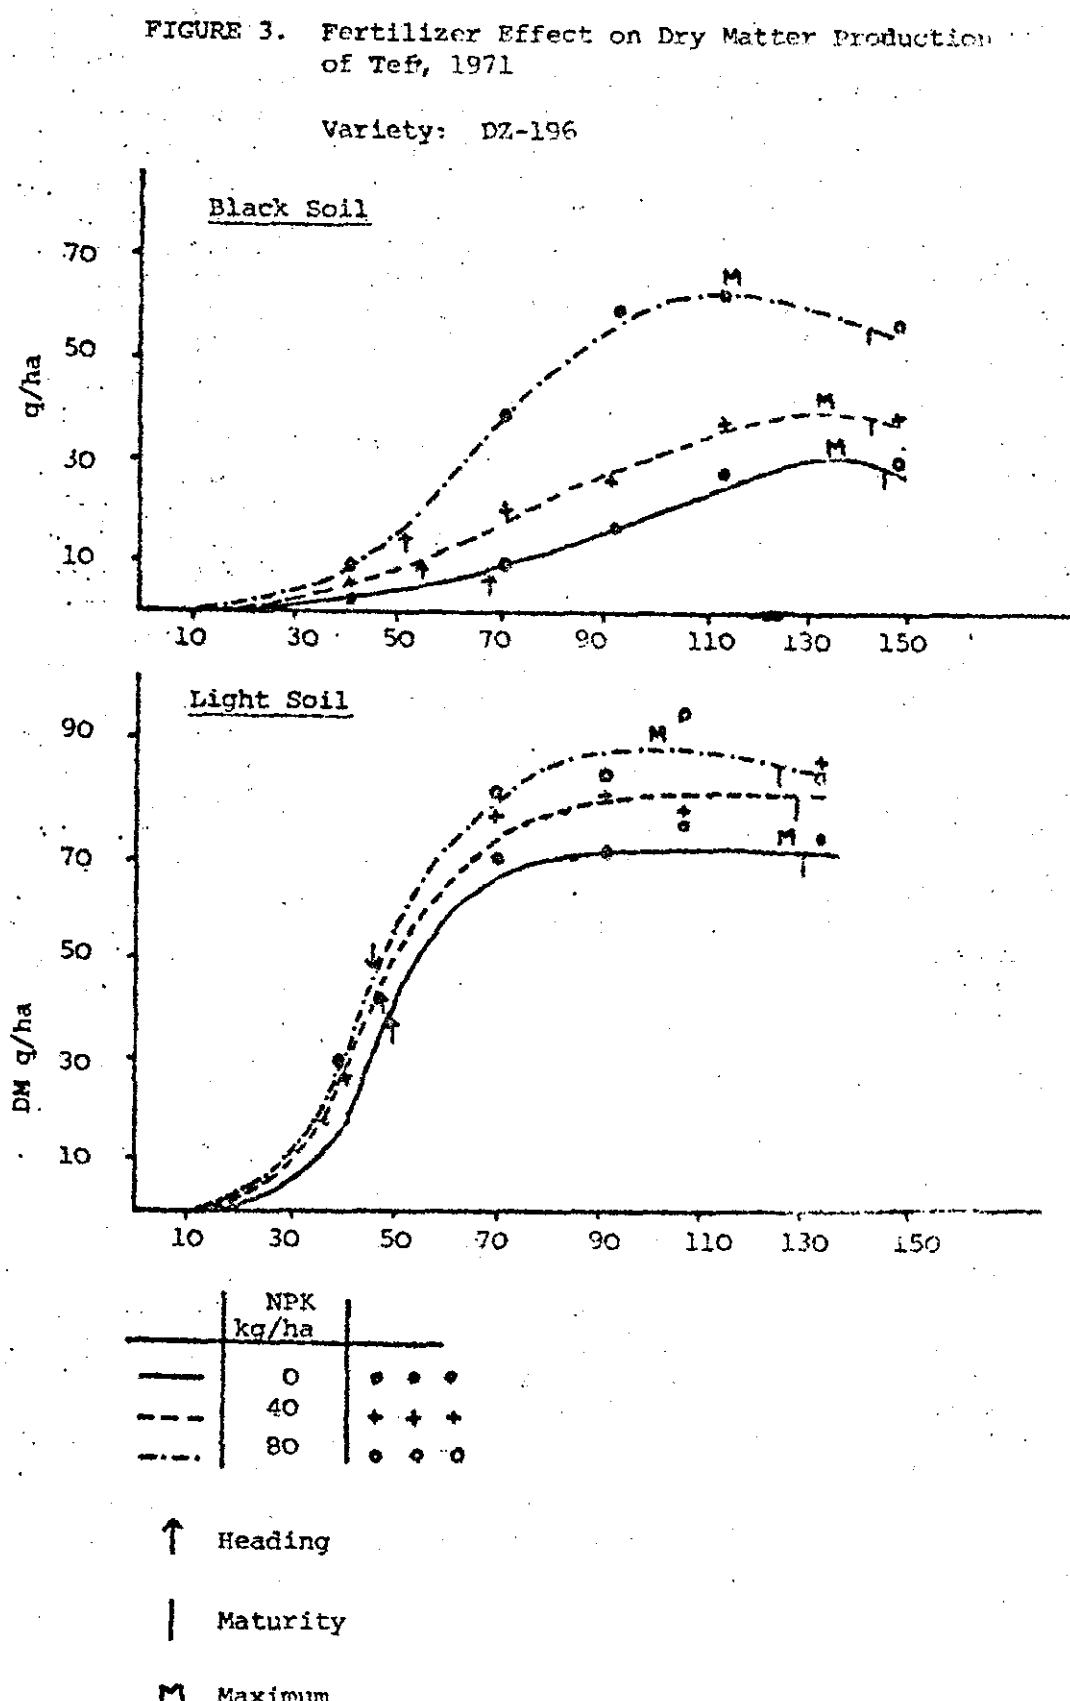 FIGURE 3. Fertilizer Effect on Dry Matter Production
of Teff, 1971
Variety: DZ-196
Black Soil
q/ha
70
50
30
10
M
M
M
10 30 50 70 90 110 130 150
Light Soil
DM q/ha
90
70
50
30
10
M
M
10 30 50 70 90 110 130 150
NPK
kg/ha
0
40
80
Heading
Maturity
M Maximum